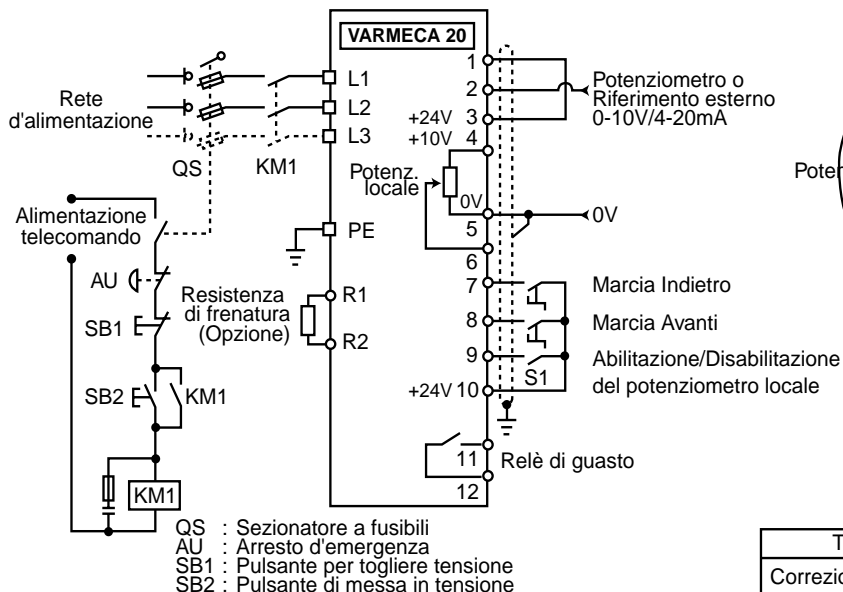 VARMECA 20
Rete
d'alimentazione
QS
KM1
L1
L2
L3
PE
R1
R2
Alimentazione
telecomando
AU
SB1
SB2
KM1
KM1
Resistenza
di frenatura
(Opzione)
Potenz.
locale
+24V
+10V
0V
+24V
1
2
3
4
5
6
7
8
9
10
11
12
S1
Potenziometro o
Riferimento esterno
0-10V/4-20mA
0V
Marcia Indietro
Marcia Avanti
Abilitazione/Disabilitazione
del potenziometro locale
Relè di guasto
QS : Sezionatore a fusibili
AU : Arresto d'emergenza
SB1 : Pulsante per togliere tensione
SB2 : Pulsante di messa in tensione
Poten
T
Correzio